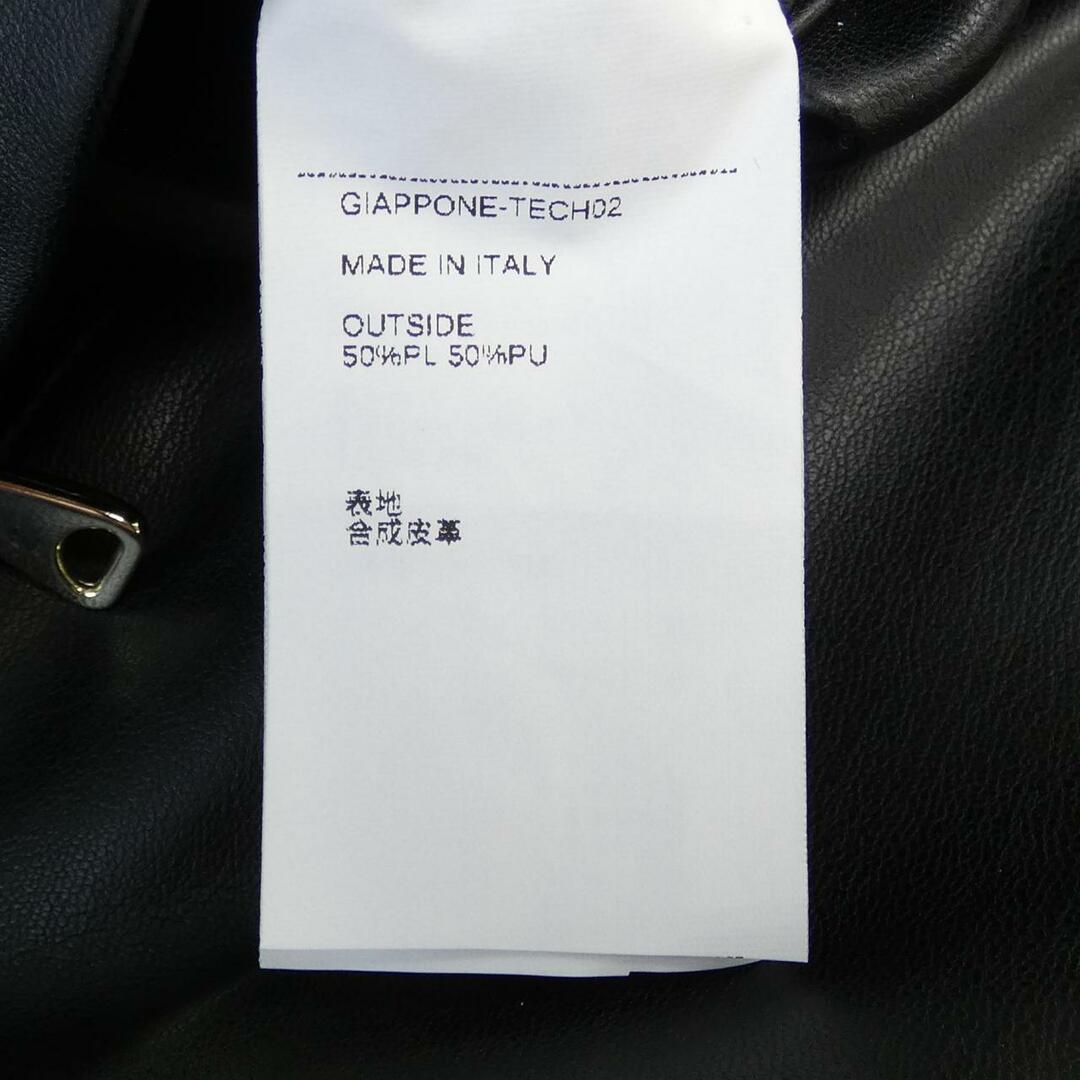 GIAPPONE-TECH02
MADE IN ITALY
OUTSIDE
50%PL 50%PU
表地
合成皮革